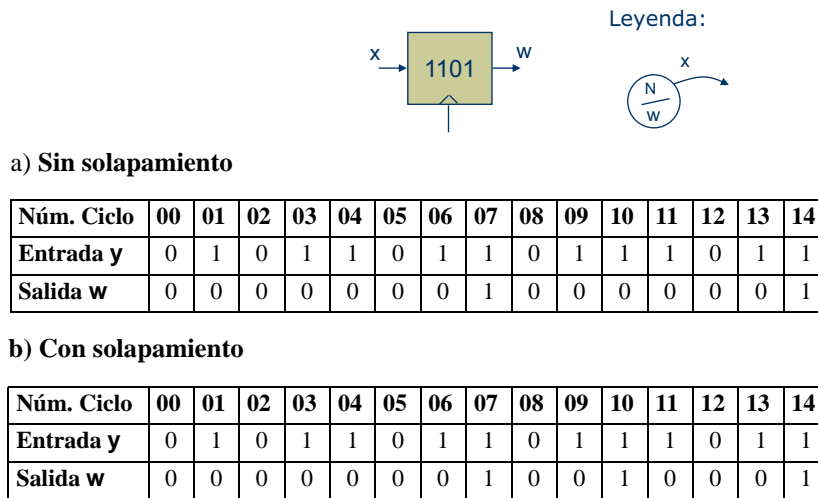 Leyenda:
x 1101 w
x
N
w
a) Sin solapamiento
Núm. Ciclo 00 01 02 03 04 05 06 07 08 09 10 11 12 13 14
Entrada y 0 1 0 1 1 0 1 1 0 1 1 1 0 1 1
Salida w 0 0 0 0 0 0 0 1 0 0 0 0 0 0 1
b) Con solapamiento
Núm. Ciclo 00 01 02 03 04 05 06 07 08 09 10 11 12 13 14
Entrada y 0 1 0 1 1 0 1 1 0 1 1 1 0 1 1
Salida w 0 0 0 0 0 0 0 1 0 0 1 0 0 0 1